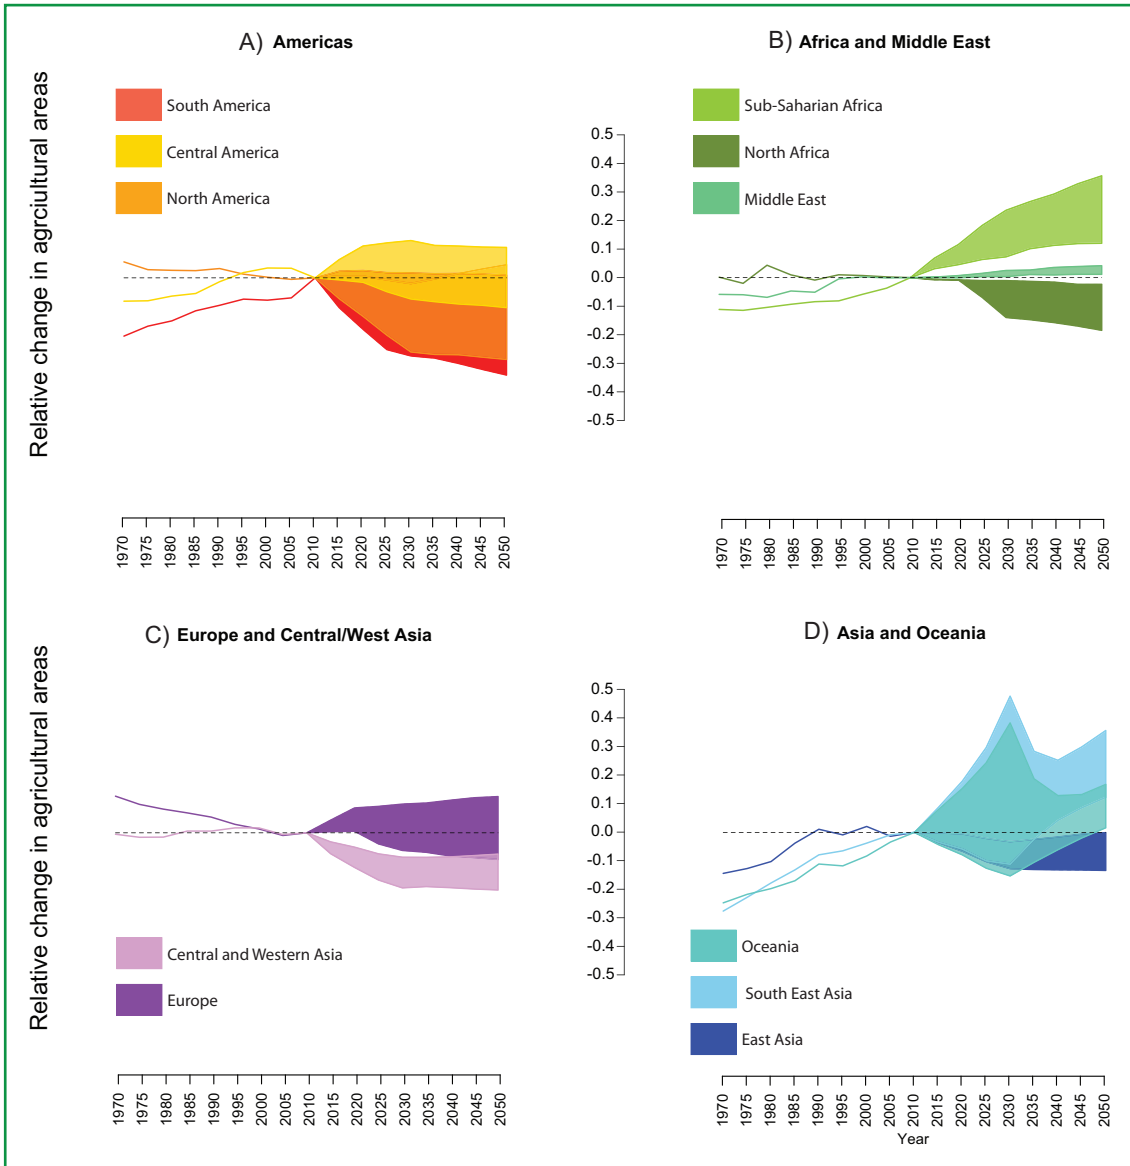 A) Americas
B) Africa and Middle East
Relative change in agrciultural areas
South America
Central America
North America
Sub-Saharian Africa
North Africa
Middle East
0.5
0.4
0.3
0.2
0.1
0.0
-0.1
-0.2
-0.3
-0.4
-0.5
1970 1975 1980 1985 1990 1995 2000 2005 2010 2015 2020 2025 2030 2035 2040 2045 2050
1970 1975 1980 1985 1990 1995 2000 2005 2010 2015 2020 2025 2030 2035 2040 2045 2050
C) Europe and Central/West Asia
D) Asia and Oceania
Relative change in agricultural areas
0.5
0.4
0.3
0.2
0.1
0.0
-0.1
-0.2
-0.3
-0.4
-0.5
Central and Western Asia
Europe
Oceania
South East Asia
East Asia
1970 1975 1980 1985 1990 1995 2000 2005 2010 2015 2020 2025 2030 2035 2040 2045 2050
1970 1975 1980 1985 1990 1995 2000 2005 2010 2015 2020 2025 2030 2035 2040 2045 2050
Year